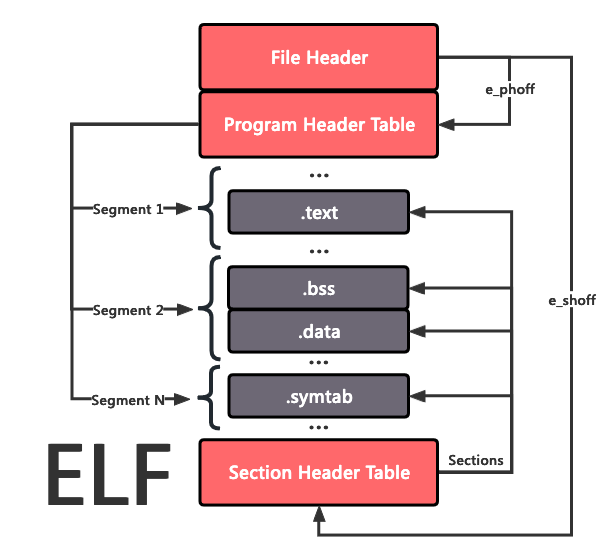 File Header
e_phoff
Program Header Table
...
Segment 1
.text
...
.bss
e_shoff
Segment 2
.data
...
Segment N
.symtab
...
ELF
Section Header Table
Sections